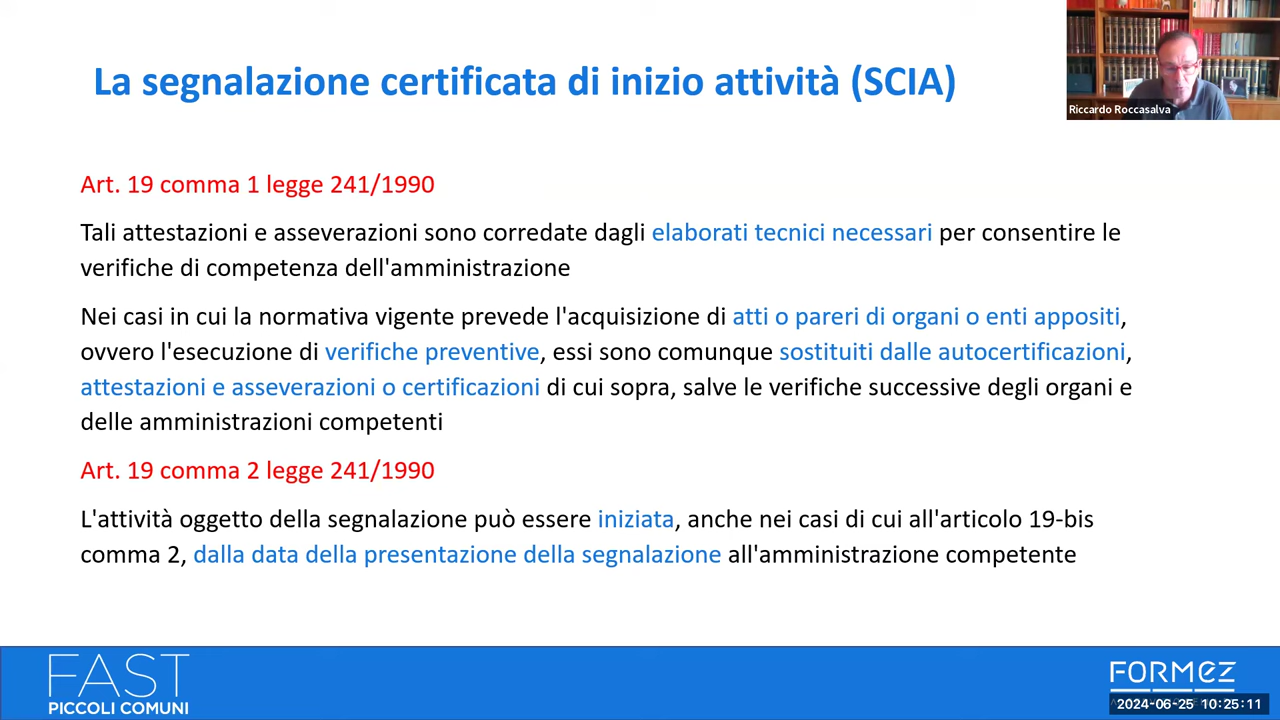 La segnalazione certificata di inizio attività (SCIA)
Riccardo Roccasalva
Art. 19 comma 1 legge 241/1990
Tali attestazioni e asseverazioni sono corredate dagli elaborati tecnici necessari per consentire le
verifiche di competenza dell'amministrazione
Nei casi in cui la normativa vigente prevede l'acquisizione di atti o pareri di organi o enti appositi,
ovvero l'esecuzione di verifiche preventive, essi sono comunque sostituiti dalle autocertificazioni,
attestazioni e asseverazioni o certificazioni di cui sopra, salve le verifiche successive degli organi e
delle amministrazioni competenti
Art. 19 comma 2 legge 241/1990
L'attività oggetto della segnalazione può essere iniziata, anche nei casi di cui all'articolo 19-bis
comma 2, dalla data della presentazione della segnalazione all'amministrazione competente
FAST
PICCOLI COMUNI
FORMEZ
2024-06-25 10:25:11